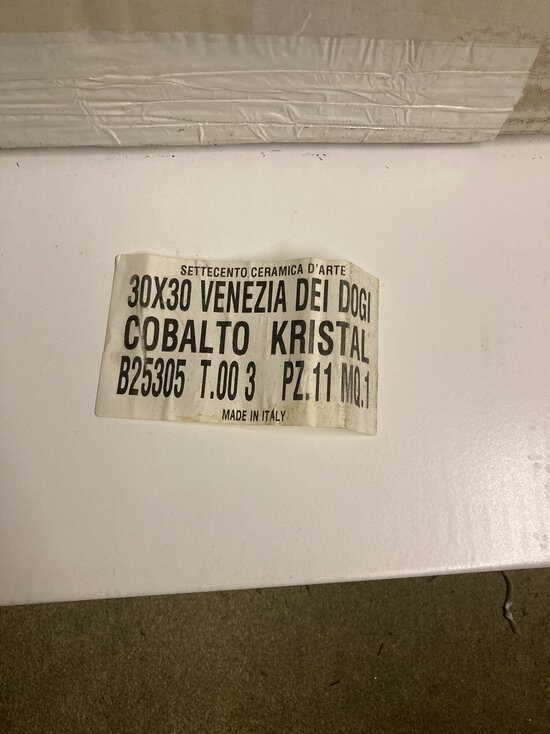 SETTECENTO CERAMICA D'ARTE
30X30 VENEZIA DEI DOGI
COBALTO KRISTAL
B25305 T.00 3 PZ.11 MQ.1
MADE IN ITALY